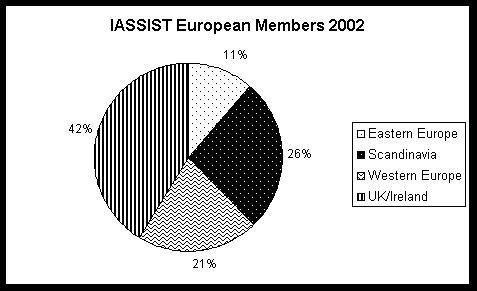 IASSIST European Members 2002
11%
42%
26%
21%
Eastern Europe
Scandinavia
Western Europe
UK/Ireland